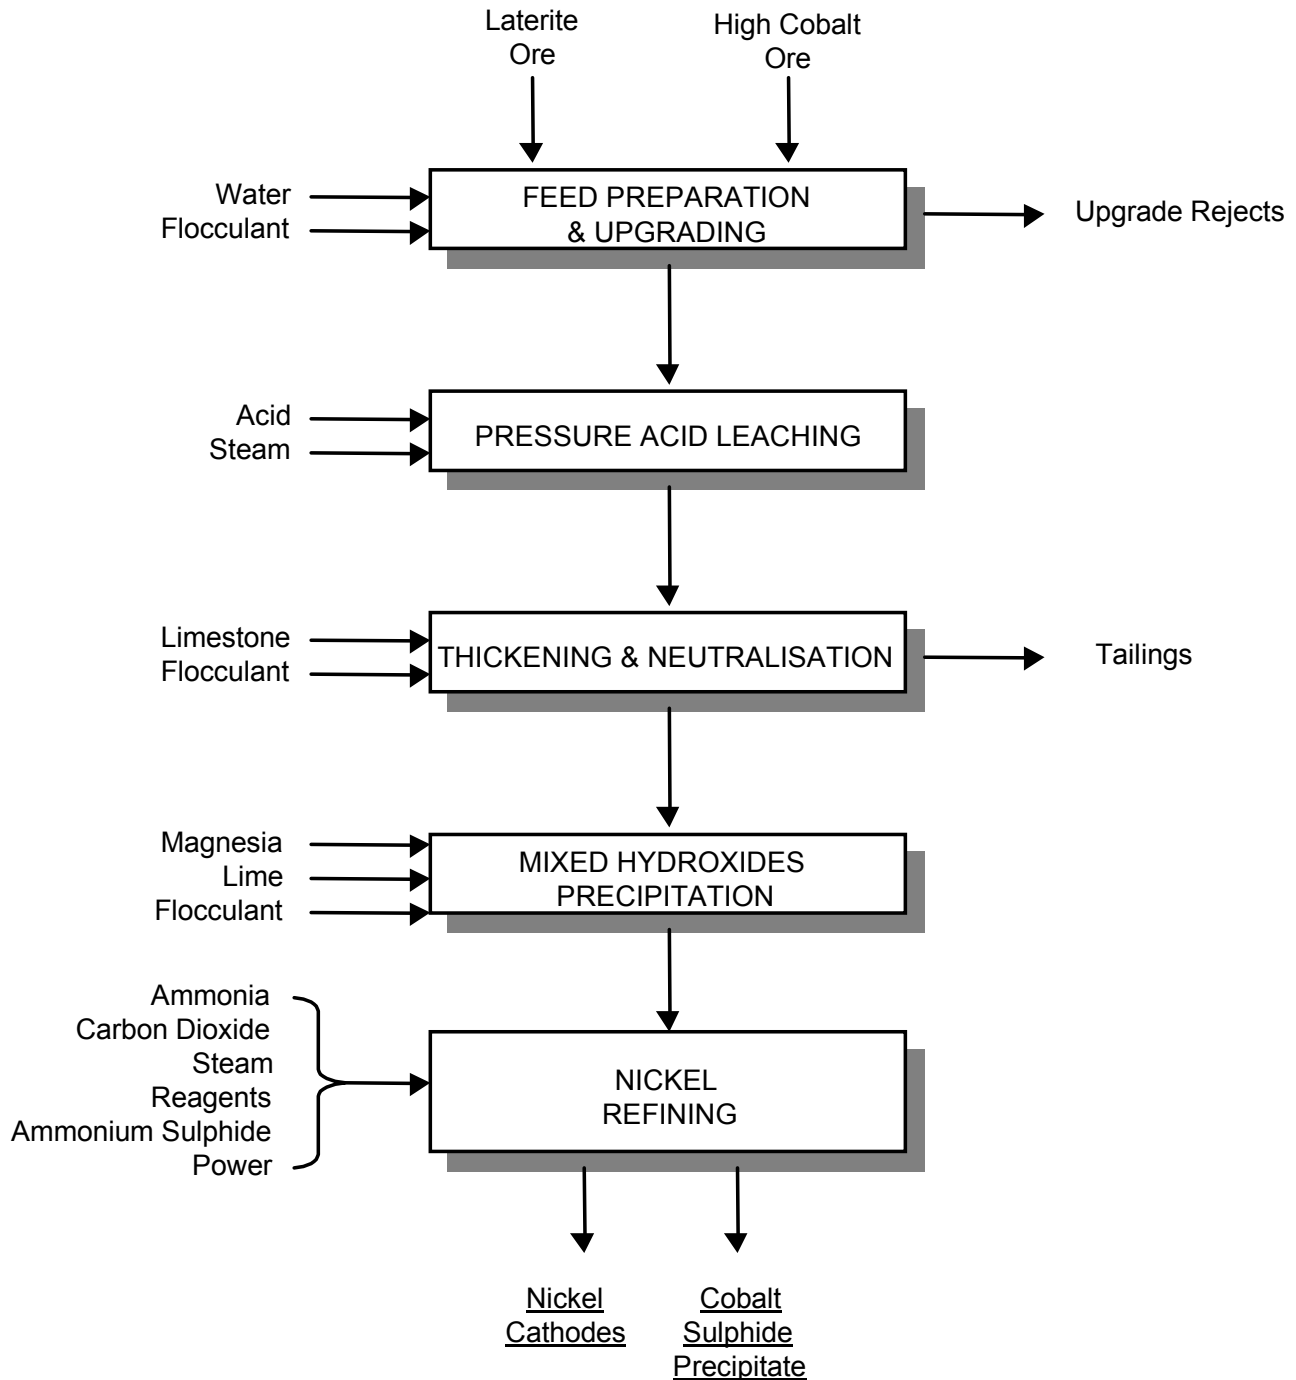 Laterite
Ore
High Cobalt
Ore
Water
Flocculant
FEED PREPARATION
& UPGRADING
Upgrade Rejects
Acid
Steam
PRESSURE ACID LEACHING
Limestone
Flocculant
THICKENING & NEUTRALISATION
Tailings
Magnesia
Lime
Flocculant
MIXED HYDROXIDES
PRECIPITATION
Ammonia
Carbon Dioxide
Steam
Reagents
Ammonium Sulphide
Power
NICKEL
REFINING
Nickel
Cathodes
Cobalt
Sulphide
Precipitate